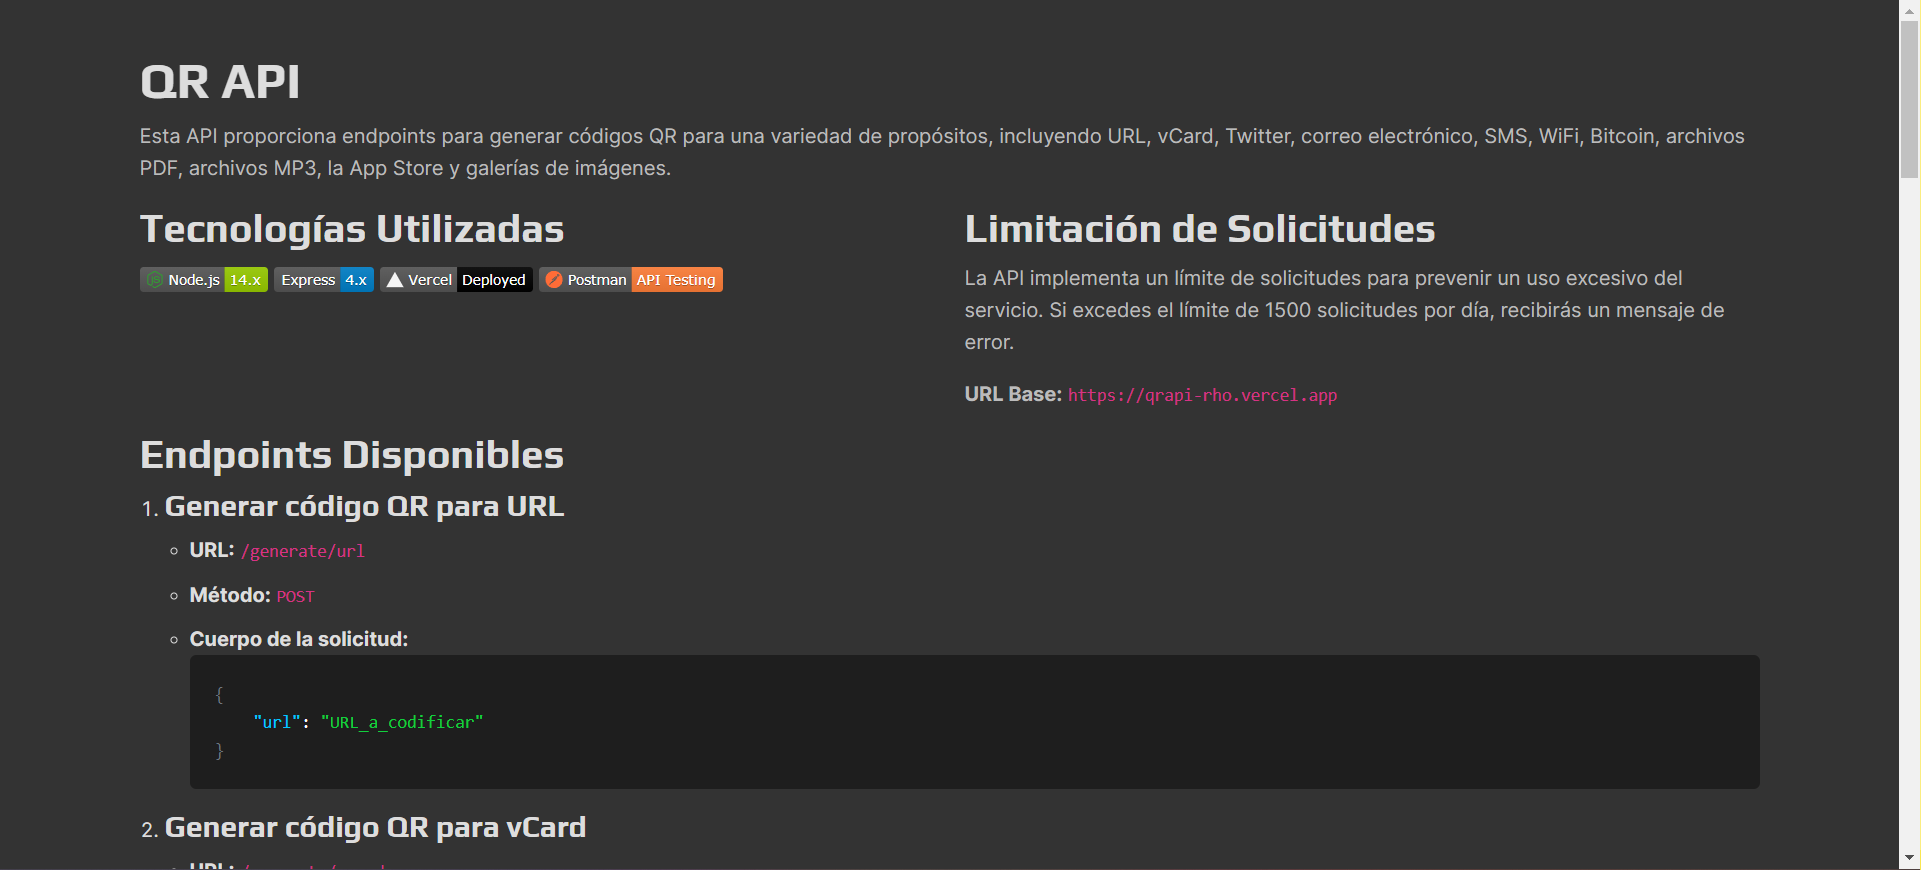 QR API
Esta API proporciona endpoints para generar códigos QR para una variedad de propósitos, incluyendo URL, vCard, Twitter, correo electrónico, SMS, WiFi, Bitcoin, archivos
PDF, archivos MP3, la App Store y galerías de imágenes.
Tecnologías Utilizadas
Node.js 14.x Express 4.x Vercel Deployed Postman API Testing
Limitación de Solicitudes
La API implementa un límite de solicitudes para prevenir un uso excesivo del
servicio. Si excedes el límite de 1500 solicitudes por día, recibirás un mensaje de
error.
URL Base: https://qrapi-rho.vercel.app
Endpoints Disponibles
1. Generar código QR para URL
URL: /generate/url
Método: POST
Cuerpo de la solicitud:
{
"url": "URL_a_codificar"
}
2. Generar código QR para vCard
URL: